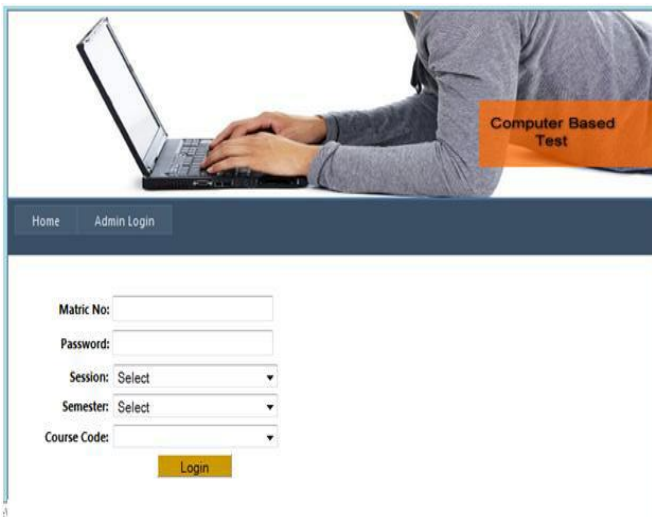 Computer Based
Test
Home Admin Login
Matric No:
Password:
Session: Select
Semester: Select
Course Code:
Login